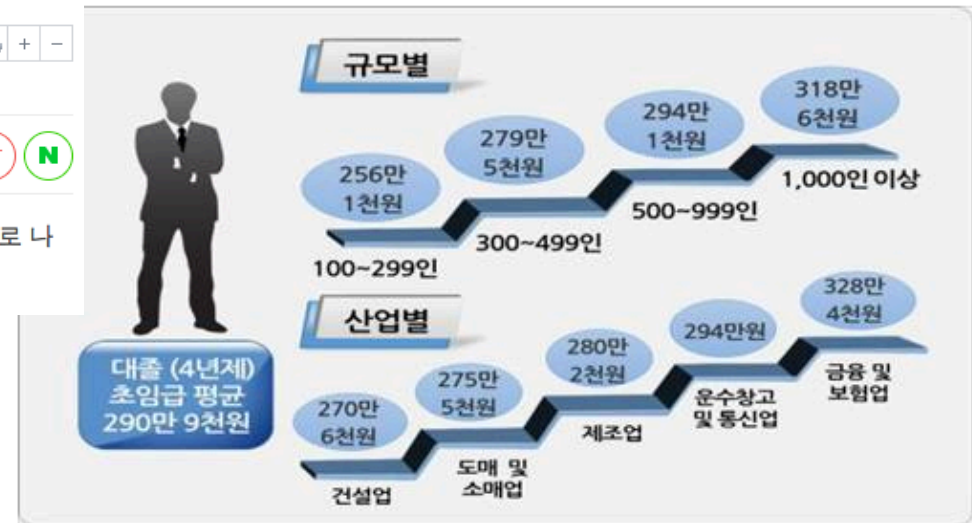 + −
N
로 나
규모별
256만
1천원
279만
5천원
294만
1천원
318만
6천원
100~299인
300~499인
500~999인
1,000인 이상
대졸 (4년제)
초임급 평균
290만 9천원
산업별
270만
6천원
275만
5천원
280만
2천원
294만원
328만
4천원
건설업
도매 및
소매업
제조업
운수창고
및 통신업
금융 및
보험업